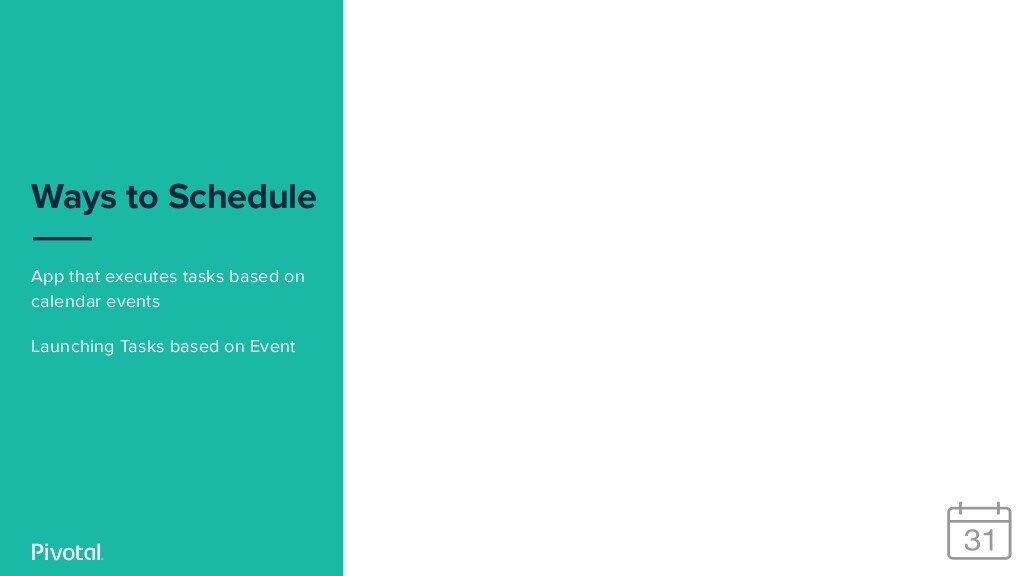 Ways to Schedule
App that executes tasks based on
calendar events
Launching Tasks based on Event
Pivotal
31